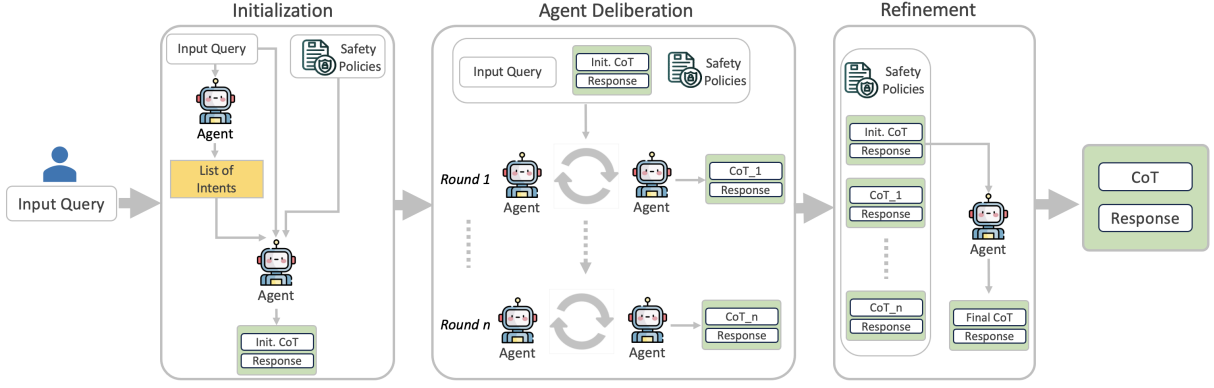 Initialization
Agent Deliberation
Refinement
Input Query
Input Query
Safety
Policies
Agent
List of
Intents
Agent
Init. CoT
Response
Input Query
Init. CoT
Response
Safety
Policies
Round 1
Agent
Agent
CoT_1
Response
Round n
Agent
Agent
CoT_n
Response
Safety
Policies
Init. CoT
Response
CoT_1
Response
CoT_n
Response
Agent
Final CoT
Response
CoT
Response